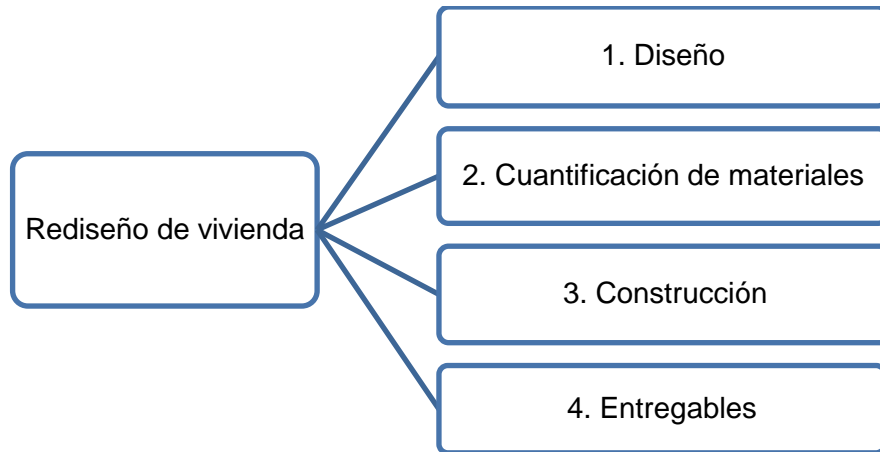 1. Diseño
2. Cuantificación de materiales
Rediseño de vivienda
3. Construcción
4. Entregables